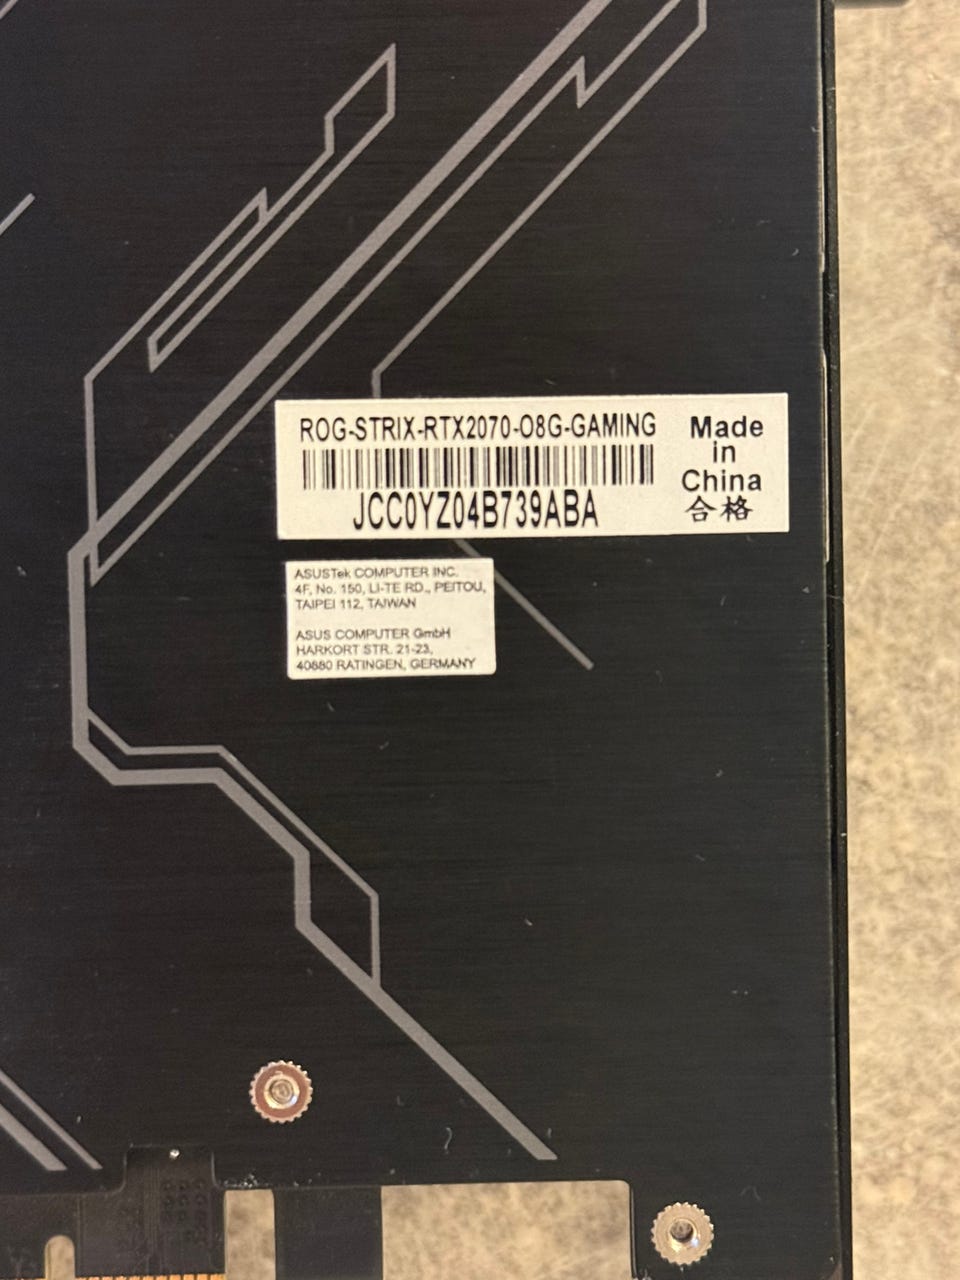 ROG-STRIX-RTX2070-O8G-GAMING
JCC0YZ04B739ABA
Made
in
China
合格
ASUSTek COMPUTER INC.
4F, No. 150, LI-TE RD., PEITOU,
TAIPEI 112, TAIWAN
ASUS COMPUTER GmbH
HARKORT STR. 21-23,
40880 RATINGEN, GERMANY